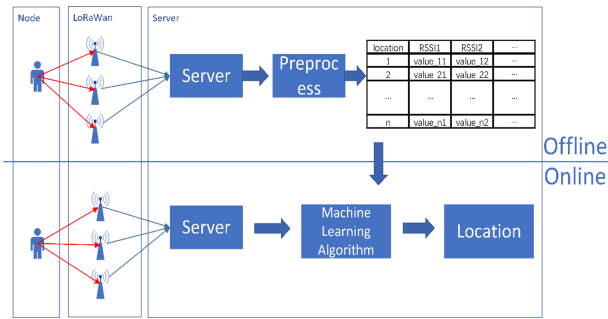 Node
LoRaWan
Server
Server
Preproc
ess
location RSSI1 RSSI2 ...
1 value_11 value_12 ...
2 value_21 value_22 ...
... ... ... ...
n value_n1 value_n2 ...
Offline
Online
Server
Machine
Learning
Algorithm
Location